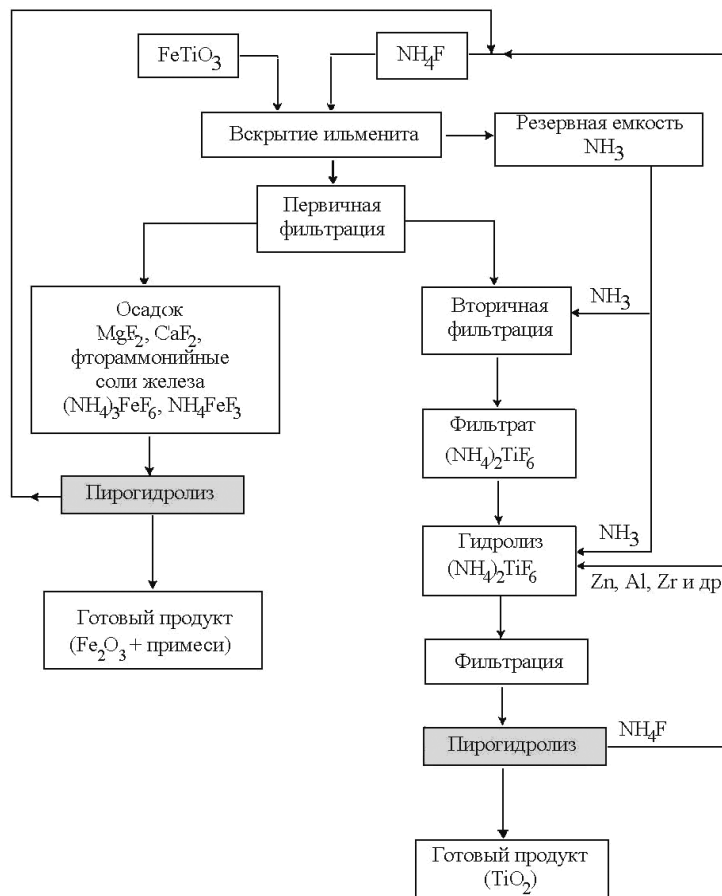 FeTiO3
NH4F
Вскрытие ильменита
Резервная емкость
NH3
Первичная
фильтрация
Осадок
MgF2, CaF2,
фтораммонийные
соли железа
(NH4)3FeF6, NH4FeF3
Вторичная
фильтрация
NH3
Фильтрат
(NH4)2TiF6
Пирогидролиз
Гидролиз
(NH4)2TiF6
NH3
Zn, Al, Zr и др
Готовый продукт
(Fe2O3 + примеси)
Фильтрация
Пирогидролиз
NH4F
Готовый продукт
(TiO2)